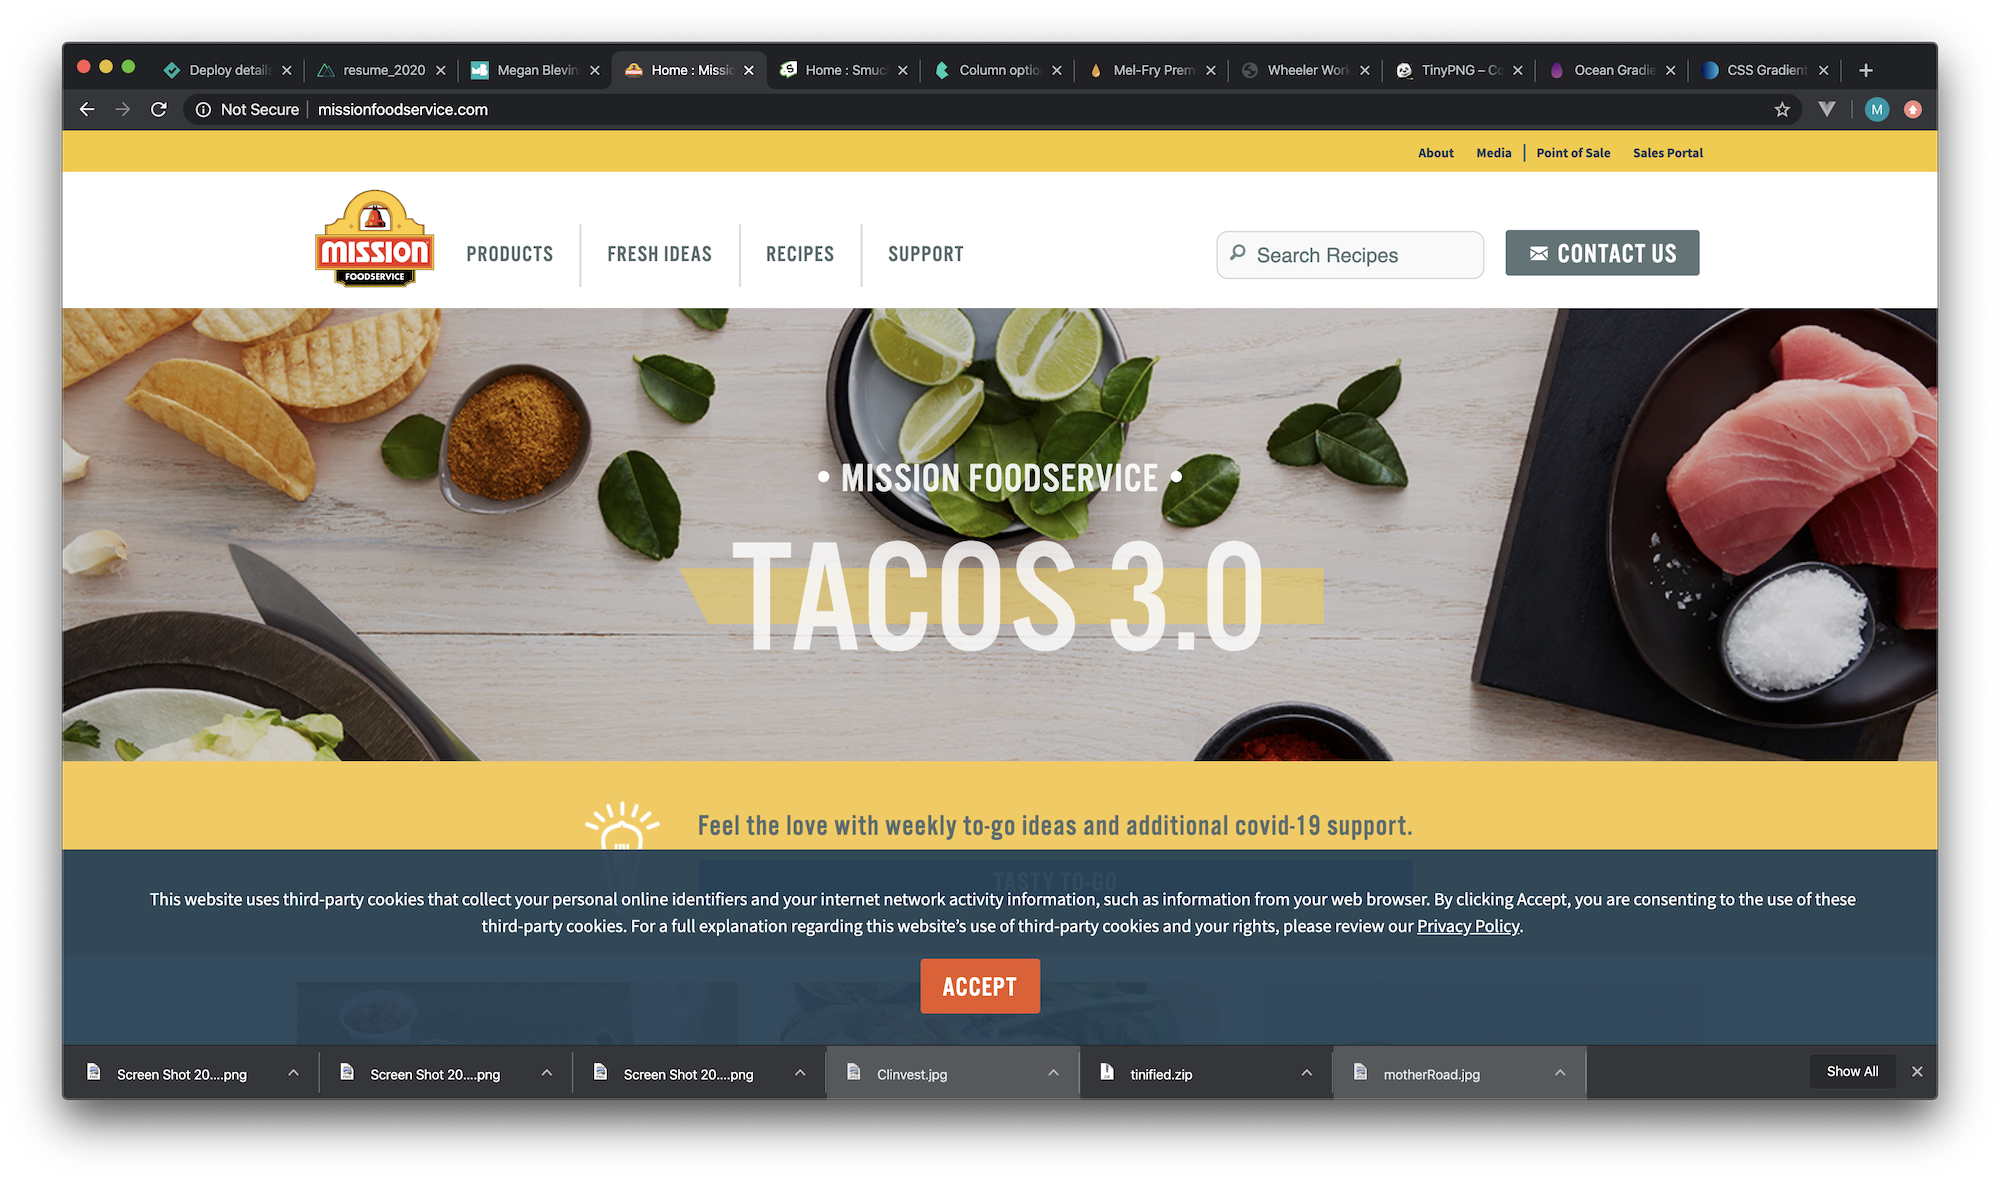 Deploy details
resume_2020
Megan Blevin
Home : Missio
Home : Smuc
Column optio
Mel-Fry Prem
Wheeler Wor
TinyPNG – Co
Ocean Gradie
CSS Gradient
Not Secure
missionfoodservice.com
M
About
Media
Point of Sale
Sales Portal
MISSION
FOODSERVICE
PRODUCTS
FRESH IDEAS
RECIPES
SUPPORT
Search Recipes
CONTACT US
• MISSION FOODSERVICE •
TACOS 3.0
Feel the love with weekly to-go ideas and additional covid-19 support.
TASTY TO-GO
This website uses third-party cookies that collect your personal online identifiers and your internet network activity information, such as information from your web browser. By clicking Accept, you are consenting to the use of these
third-party cookies. For a full explanation regarding this website’s use of third-party cookies and your rights, please review our Privacy Policy.
ACCEPT
Screen Shot 20....png
Screen Shot 20....png
Screen Shot 20....png
Clinvest.jpg
tinified.zip
motherRoad.jpg
Show All